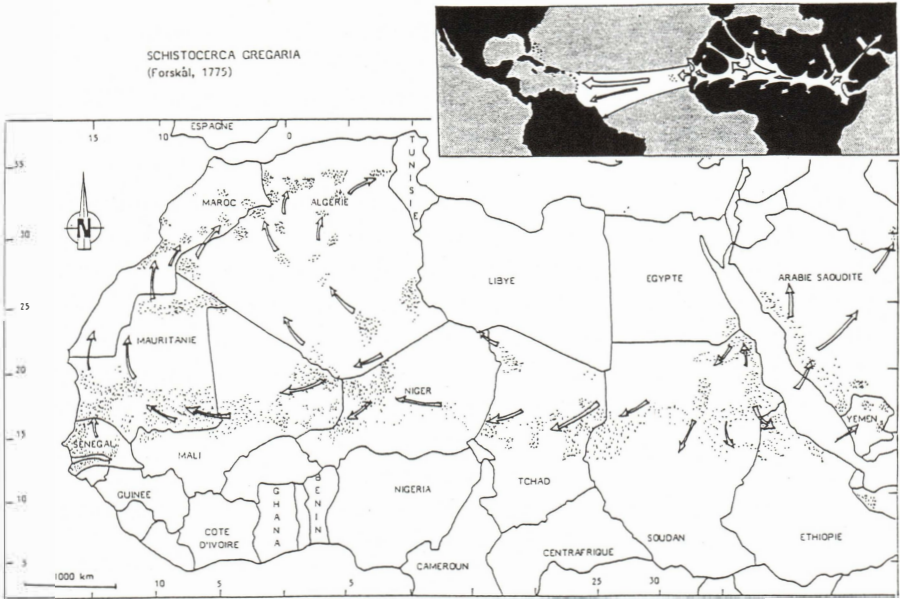 SCHISTOCERCA GREGARIA
(Forskål, 1775)
15 10 0
ESPAGNE
TUNISIE
35
MAROC
ALGERIE
N
30
LIBYE
EGYPTE
ARABIE SAOUDITE
25
MAURITANIE
20
NIGER
YEMEN
15
SENEGAL
MALI
TCHAD
GUINEE
NIGERIA
BENIN
GHANA
10
COTE
D'IVOIRE
SOUDAN
ETHIOPIE
CENTRAFRIQUE
CAMEROUN
5
1000 km
10 5 5 25 30